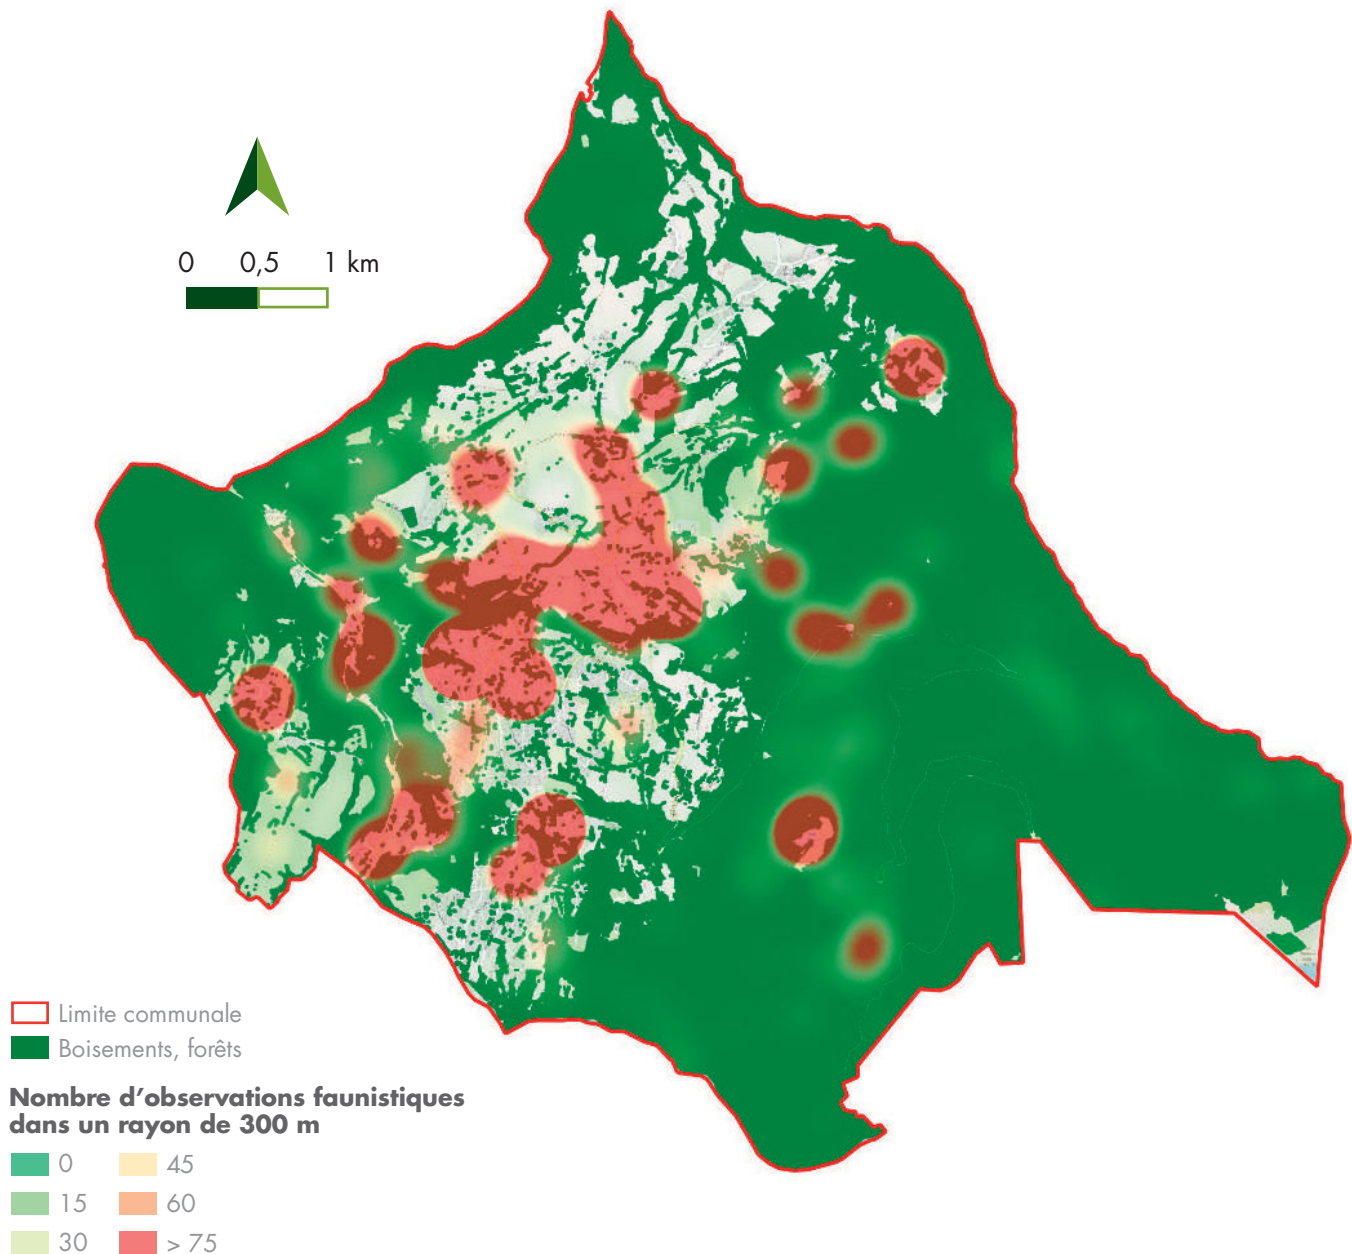 0 0,5 1 km
Limite communale
Boisements, forêts
Nombre d'observations faunistiques
dans un rayon de 300 m
0 45
15 60
30 > 75